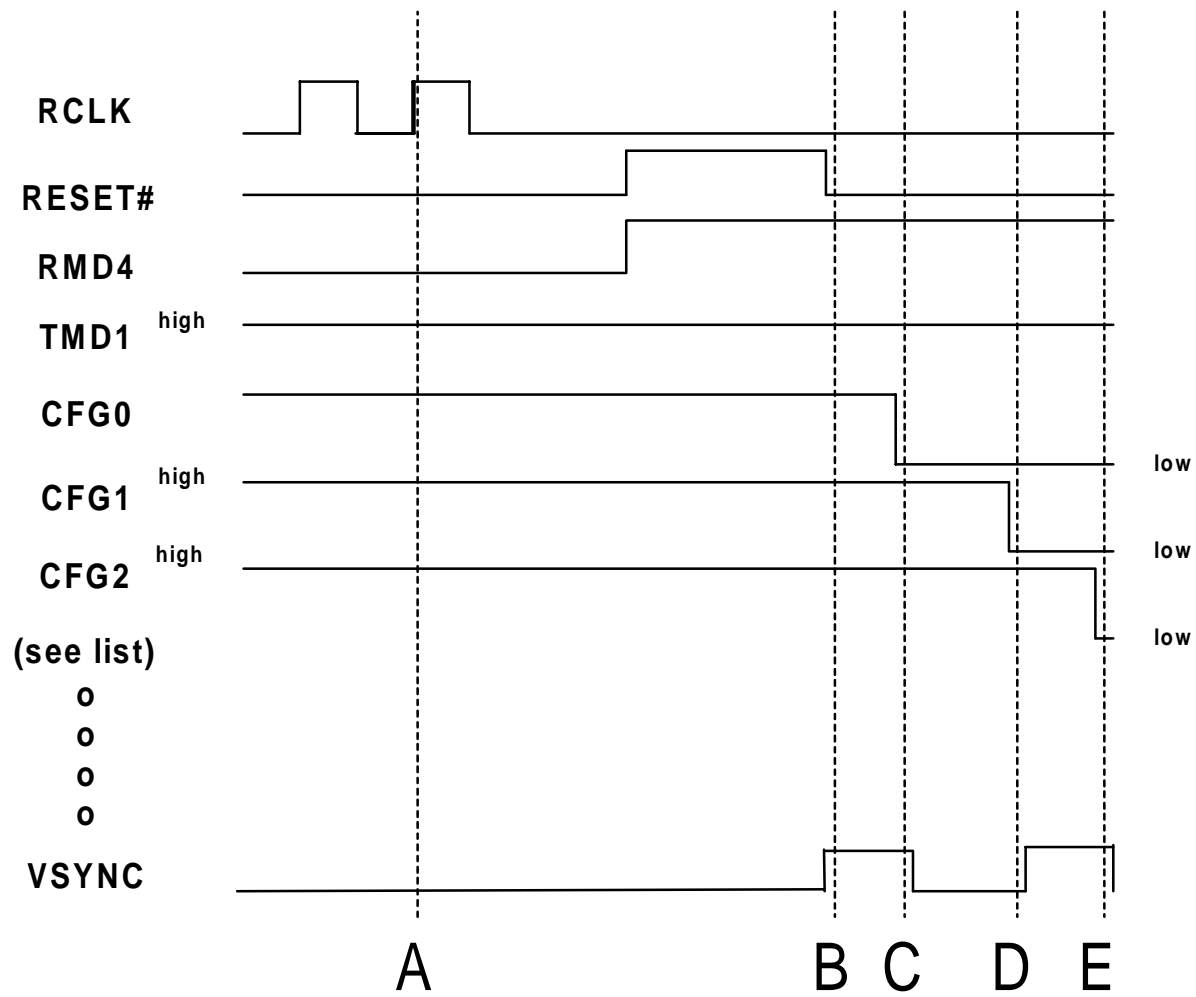 RCLK
RESET#
RMD4
TMD1 high
CFG0
low
CFG1 high
low
CFG2 high
low
(see list)
o
o
o
o
VSYNC
A B C D E